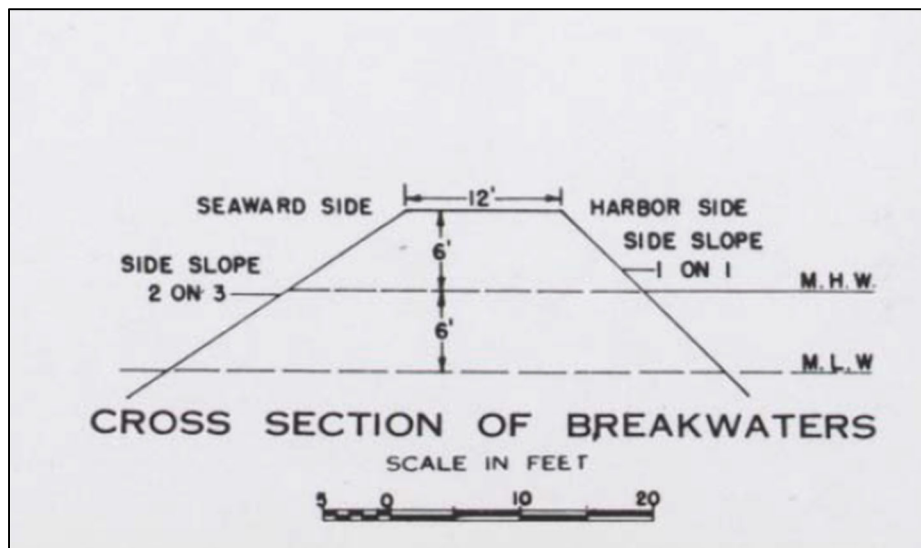 12'
SEAWARD SIDE
HARBOR SIDE
SIDE SLOPE
1 ON 1
6'
SIDE SLOPE
2 ON 3
M. H. W.
6'
M. L. W
CROSS SECTION OF BREAKWATERS
SCALE IN FEET
5 0 10 20